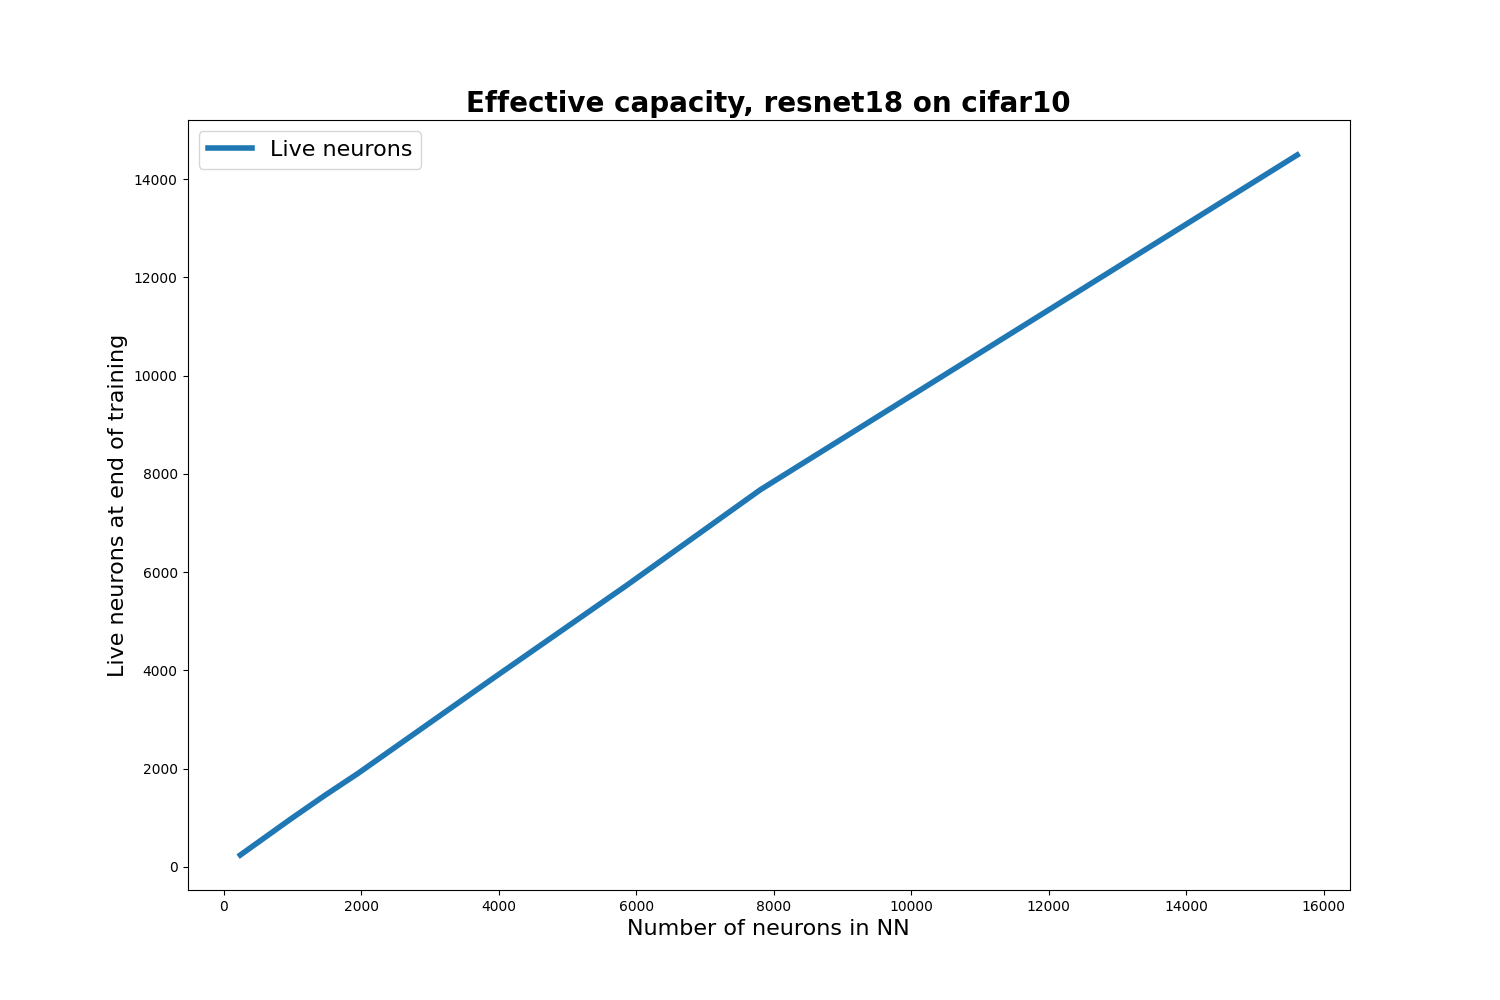 Effective capacity, resnet18 on cifar10
Live neurons
Live neurons at end of training
14000
12000
10000
8000
6000
4000
2000
0
0 2000 4000 6000 8000 10000 12000 14000 16000
Number of neurons in NN